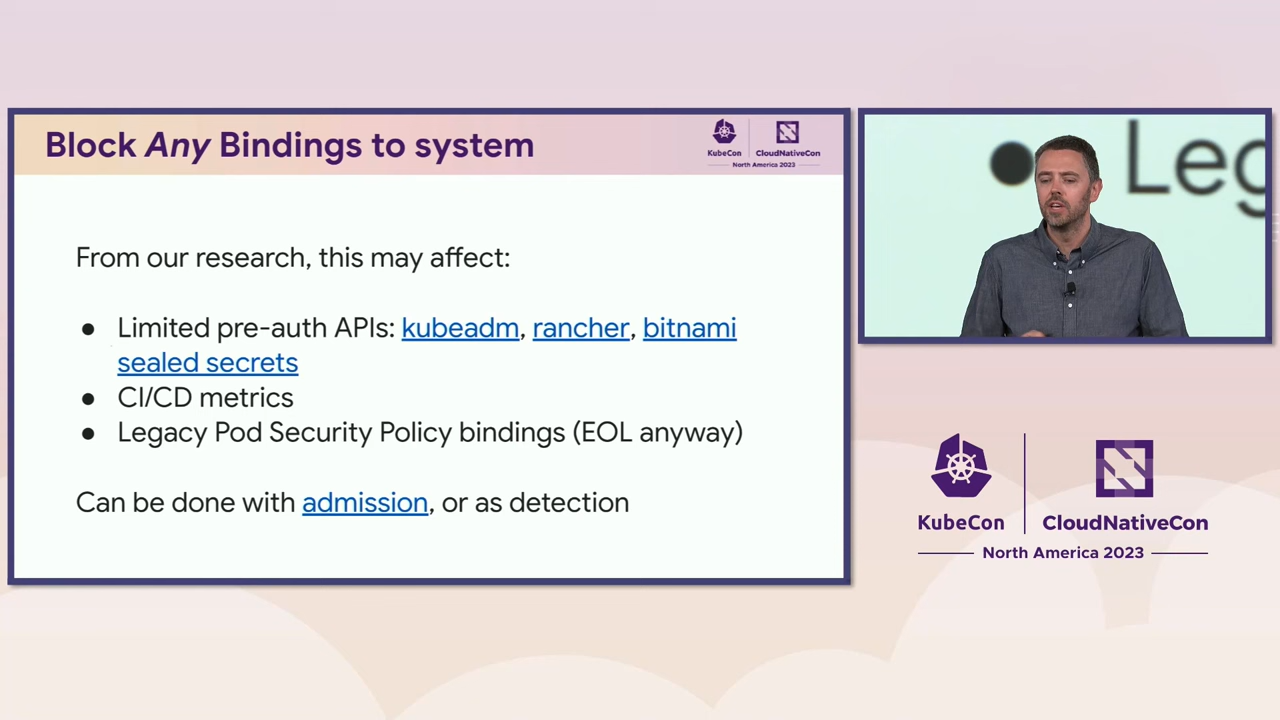 Block Any Bindings to system
KubeCon CloudNativeCon
North America 2023
From our research, this may affect:
● Limited pre-auth APIs: kubeadm, rancher, bitnami
sealed secrets
● CI/CD metrics
● Legacy Pod Security Policy bindings (EOL anyway)
Can be done with admission, or as detection
● Leg
KubeCon CloudNativeCon
North America 2023